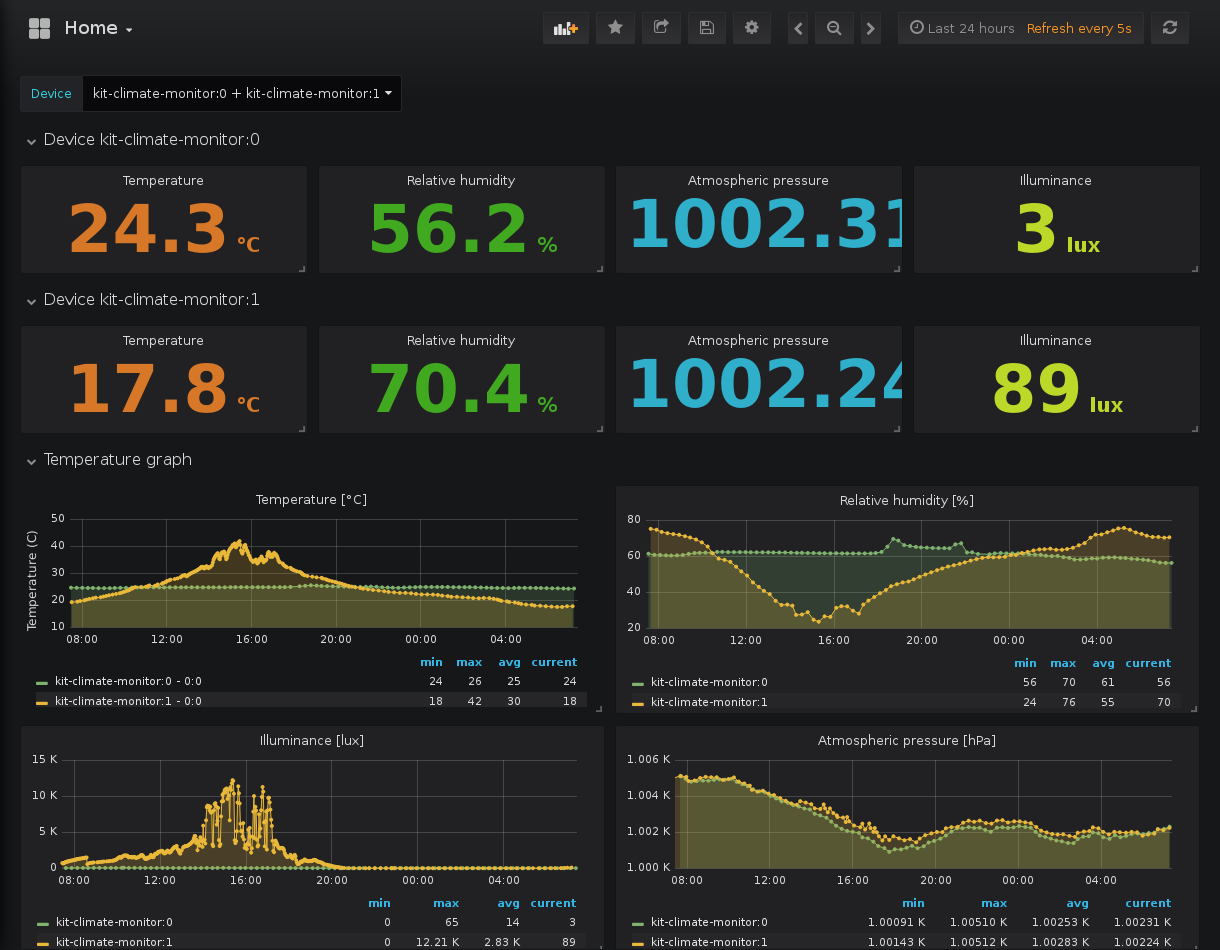 Home
Last 24 hours Refresh every 5s
Device kit-climate-monitor:0 + kit-climate-monitor:1
Device kit-climate-monitor:0
Temperature Relative humidity Atmospheric pressure Illuminance
24.3 °C 56.2 % 1002.31 3 lux
Device kit-climate-monitor:1
Temperature Relative humidity Atmospheric pressure Illuminance
17.8 °C 70.4 % 1002.24 89 lux
Temperature graph
Temperature [°C]
Temperature (C)
50
40
30
20
10
08:00 12:00 16:00 20:00 00:00 04:00
min max avg current
kit-climate-monitor:0 - 0:0 24 26 25 24
kit-climate-monitor:1 - 0:0 18 42 30 18
Relative humidity [%]
80
60
40
20
08:00 12:00 16:00 20:00 00:00 04:00
min max avg current
kit-climate-monitor:0 56 70 61 56
kit-climate-monitor:1 24 76 55 70
Illuminance [lux]
15 K
10 K
5 K
0
08:00 12:00 16:00 20:00 00:00 04:00
min max avg current
kit-climate-monitor:0 0 65 14 3
kit-climate-monitor:1 0 12.21 K 2.83 K 89
Atmospheric pressure [hPa]
1.006 K
1.004 K
1.002 K
1.000 K
08:00 12:00 16:00 20:00 00:00 04:00
min max avg current
kit-climate-monitor:0 1.00091 K 1.00510 K 1.00253 K 1.00231 K
kit-climate-monitor:1 1.00143 K 1.00512 K 1.00283 K 1.00224 K